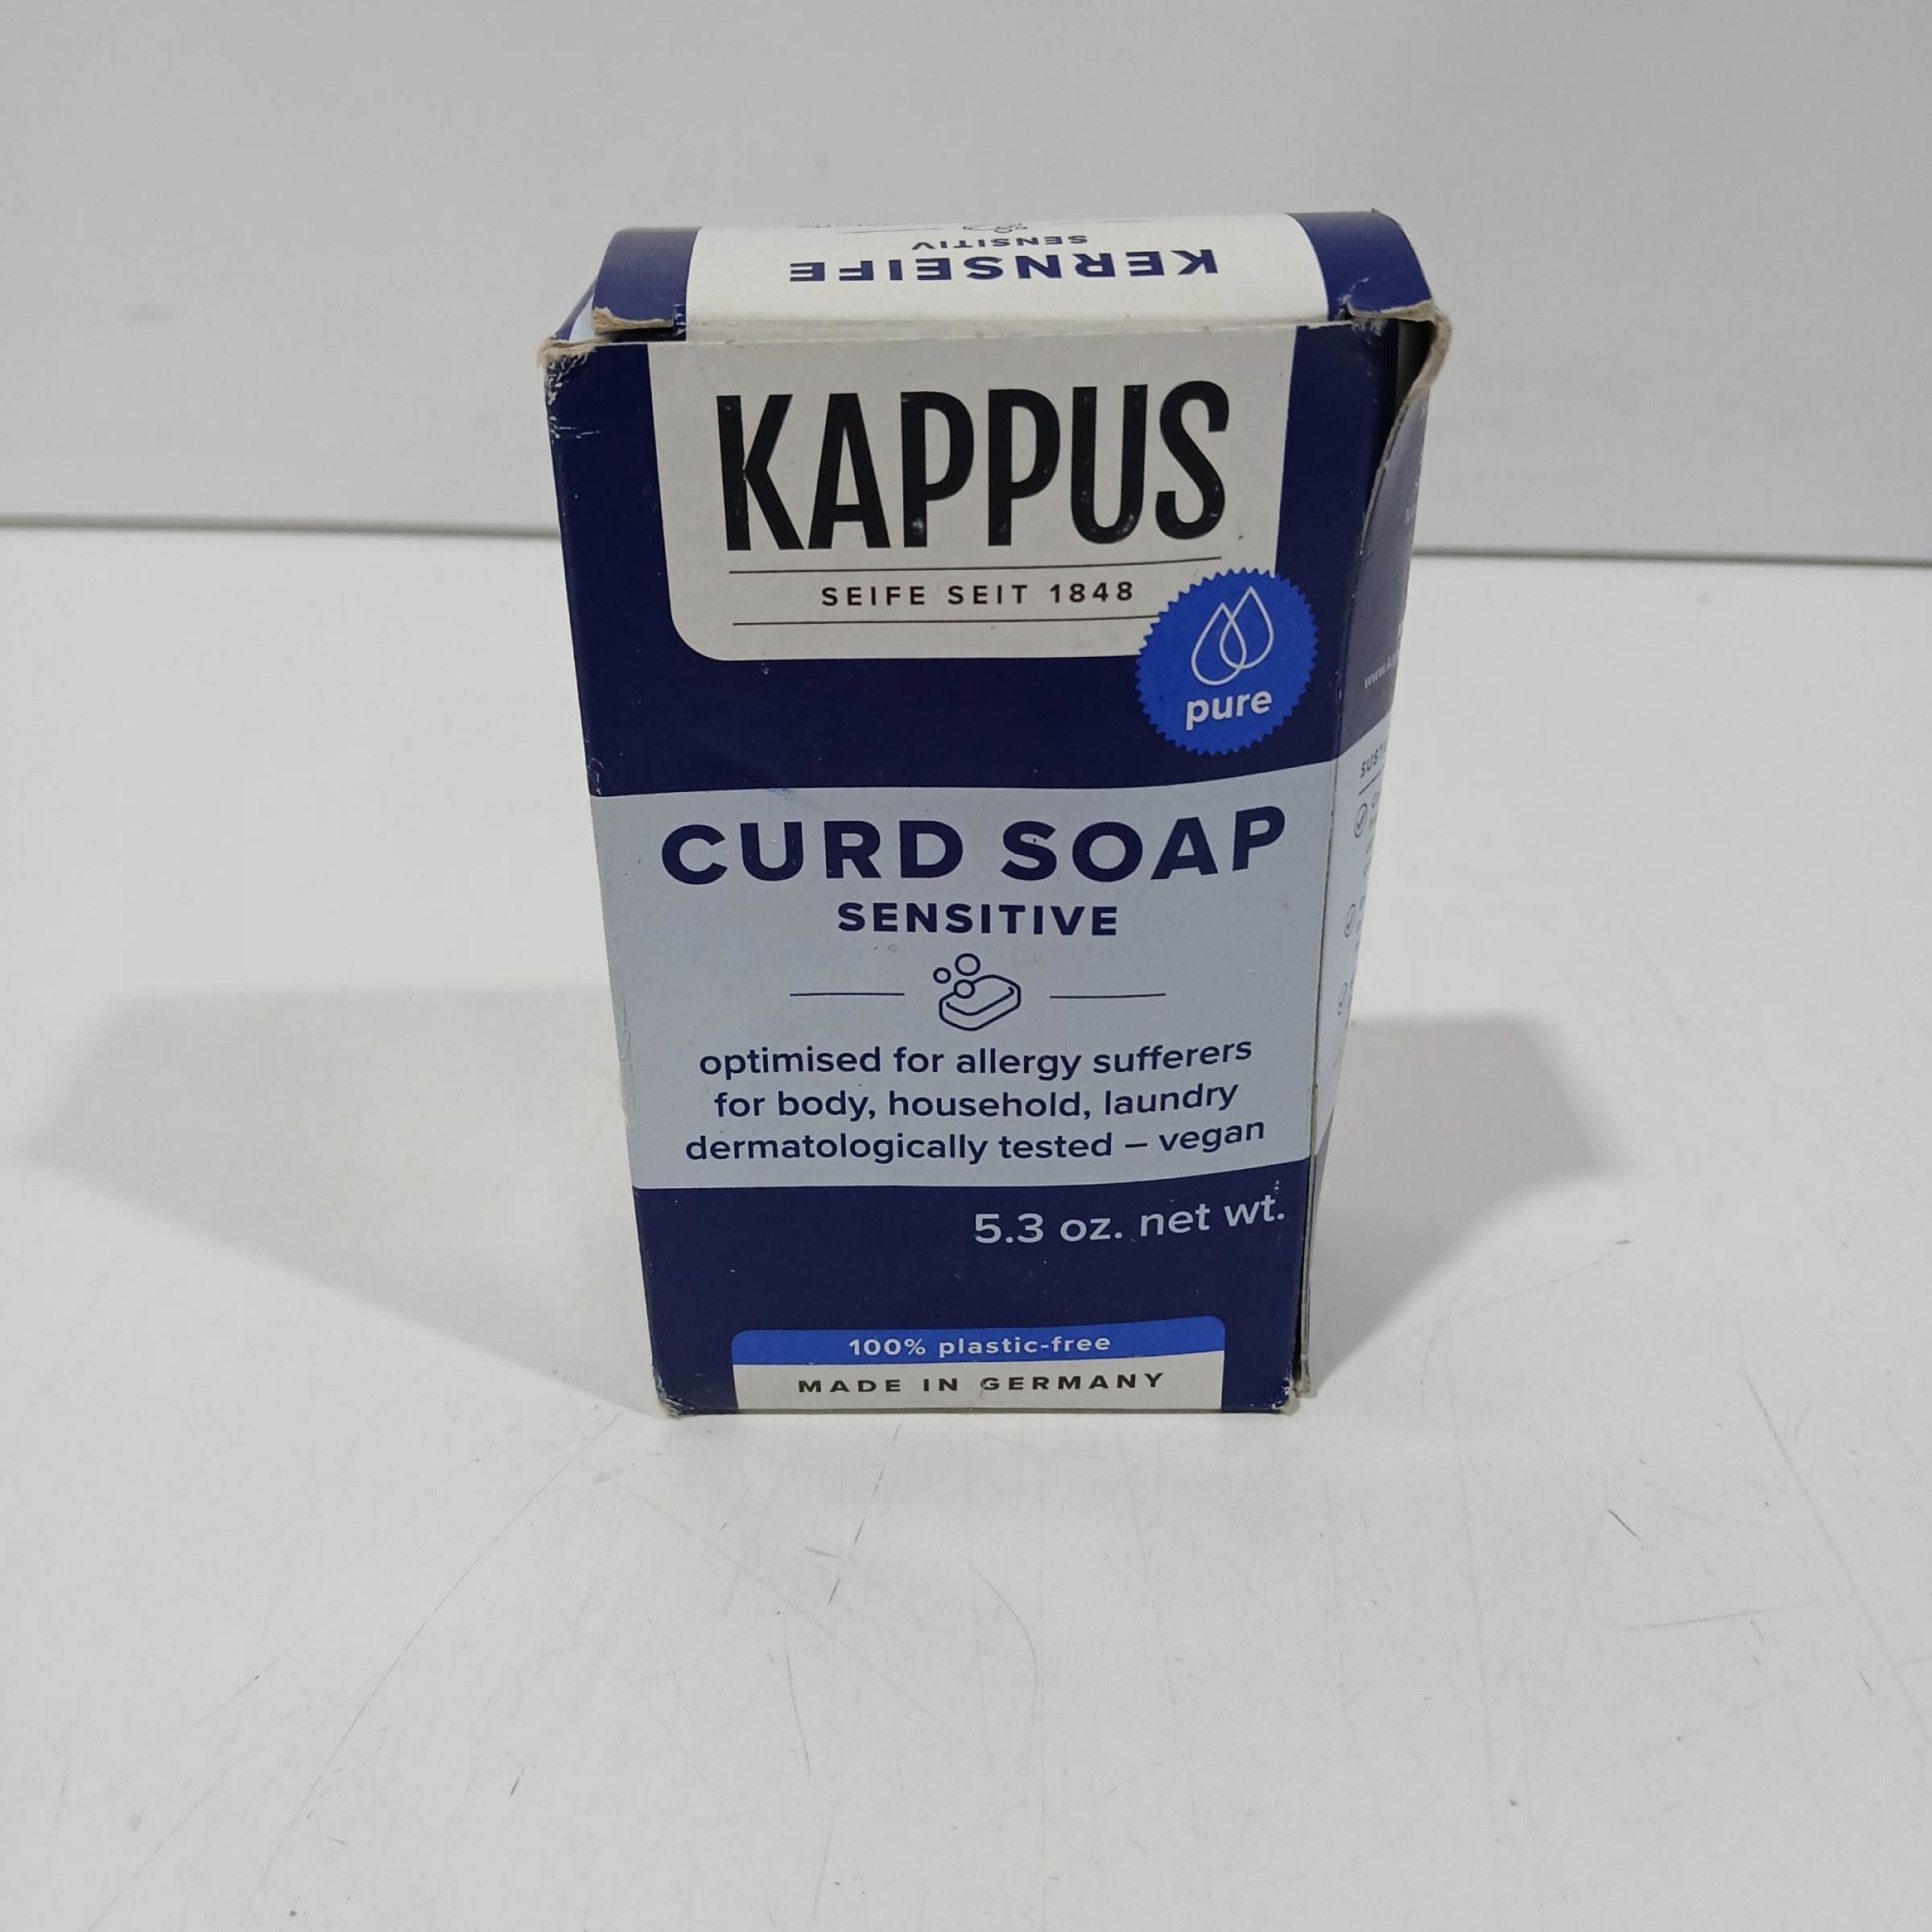 KERNSEIFE
SENSITIV
KAPPUS
SEIFE SEIT 1848
pure
CURD SOAP
SENSITIVE
optimised for allergy sufferers
for body, household, laundry
dermatologically tested – vegan
5.3 oz. net wt.
100% plastic-free
MADE IN GERMANY